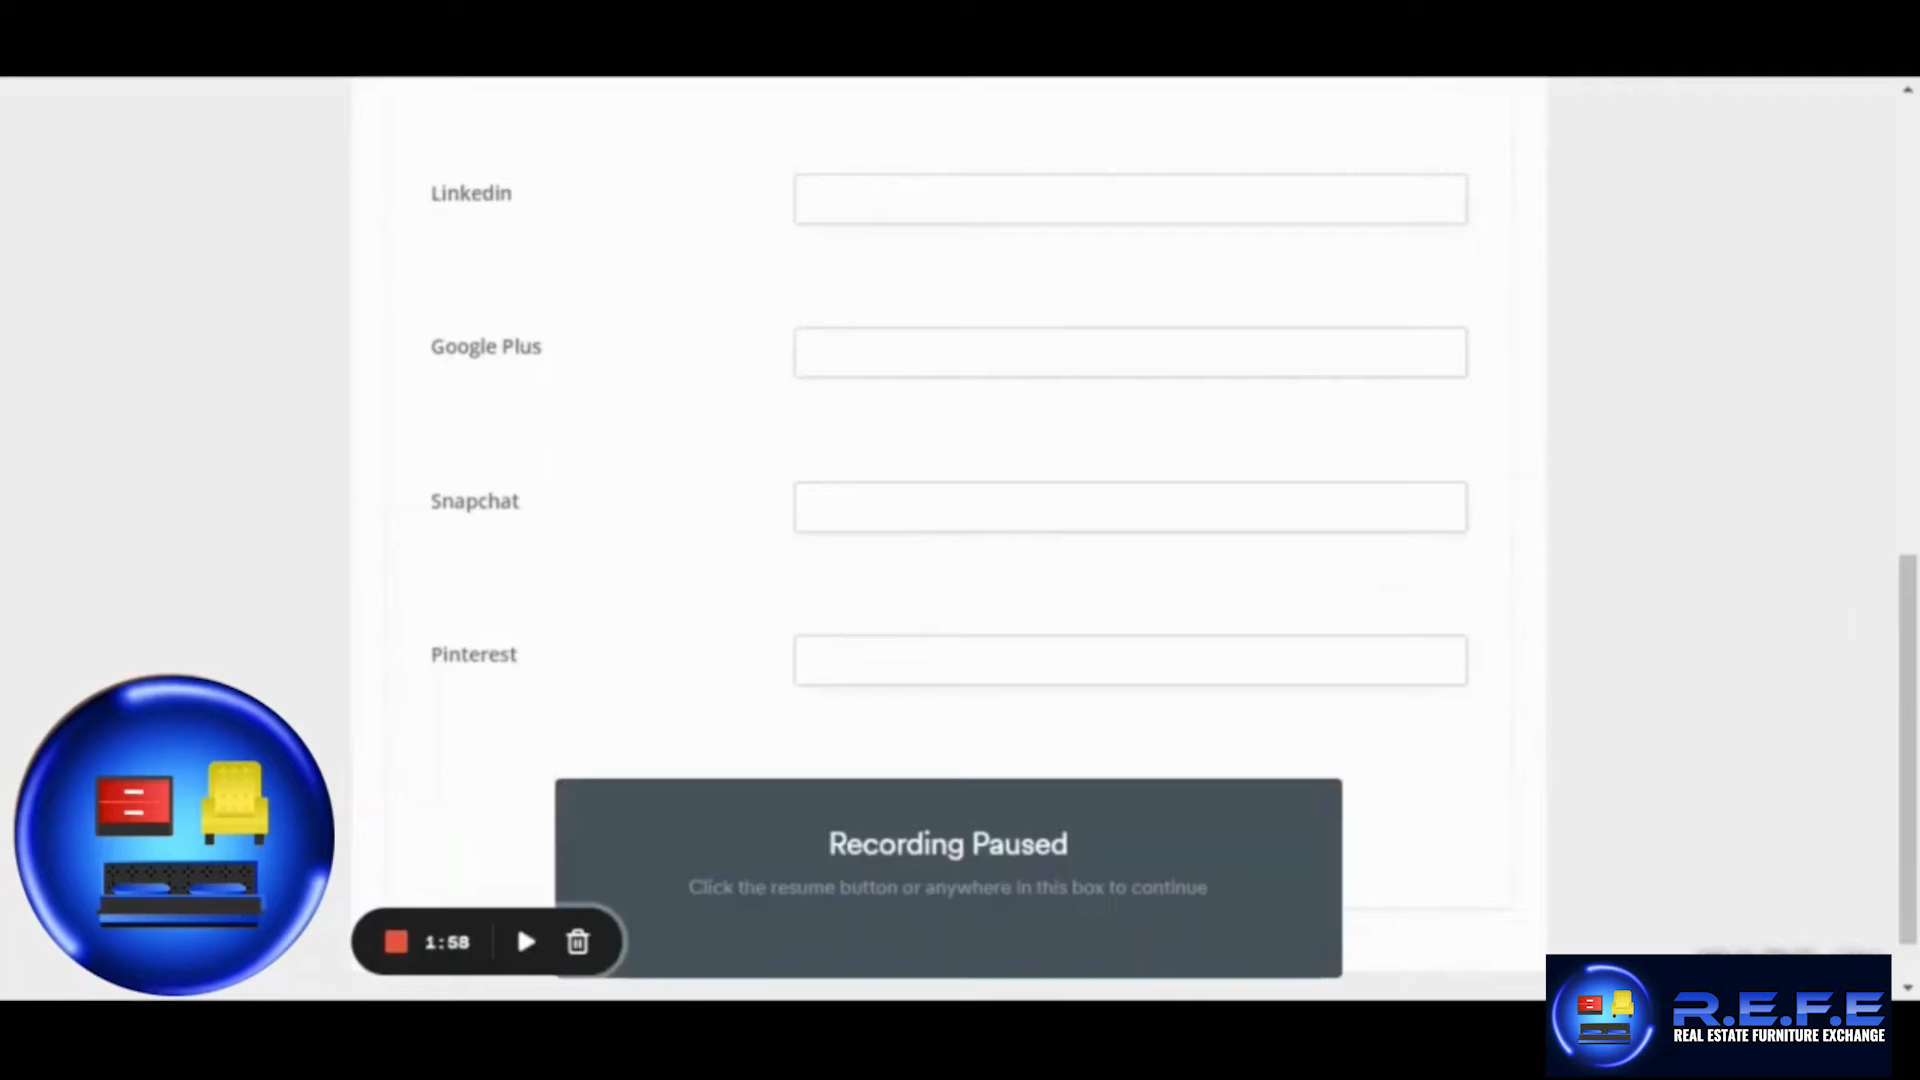 Linkedin
Google Plus
Snapchat
Pinterest
Recording Paused
Click the resume button or anywhere in this box to continue
1:58
R.E.F.E
REAL ESTATE FURNITURE EXCHANGE